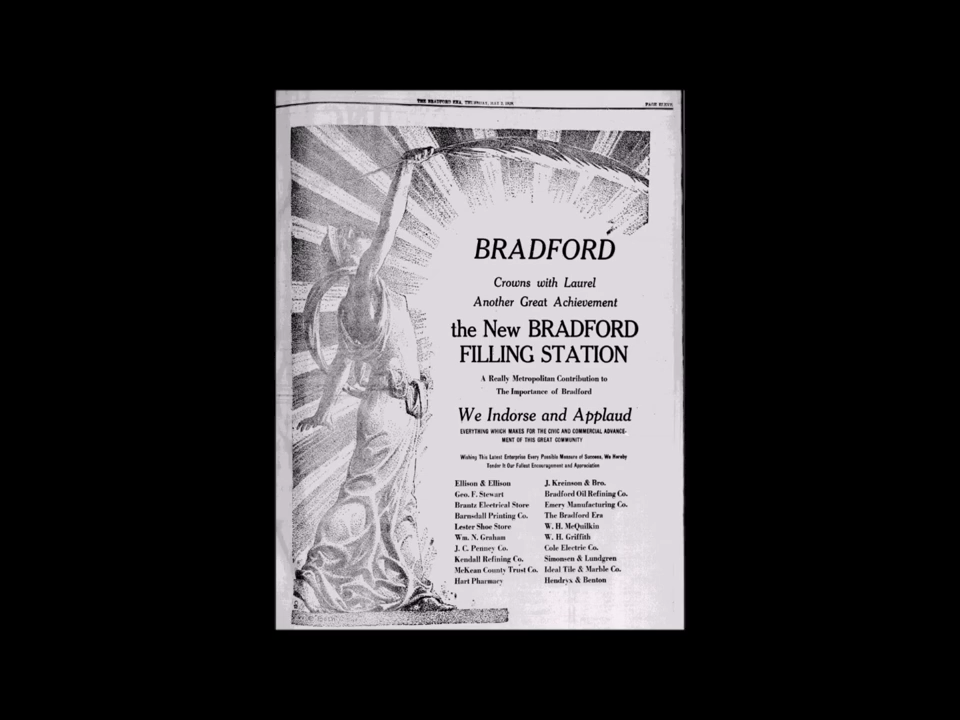 THE BRADFORD ERA, THURSDAY, MAY 2, 1929
PAGE
BRADFORD
Crowns with Laurel
Another Great Achievement
the New BRADFORD
FILLING STATION
A Really Metropolitan Contribution to
The Importance of Bradford
We Indorse and Applaud
EVERYTHING WHICH MAKES FOR THE CIVIC AND COMMERCIAL ADVANCE-
MENT OF THIS GREAT COMMUNITY
Wishing This Latest Enterprise Every Possible Measure of Success, We Hereby
Tender It Our Fullest Encouragement and Appreciation
Ellison & Ellison
Geo. F. Stewart
Brantz Electrical Store
Barnsdall Printing Co.
Lester Shoe Store
Wm. N. Graham
J. C. Penney Co.
Kendall Refining Co.
McKean County Trust Co.
Hart Pharmacy
J. Kreinson & Bro.
Bradford Oil Refining Co.
Emery Manufacturing Co.
The Bradford Era
W. H. McQuilkin
W. H. Griffith
Cole Electric Co.
Simonsen & Lundgren
Ideal Tile & Marble Co.
Hendryx & Benton